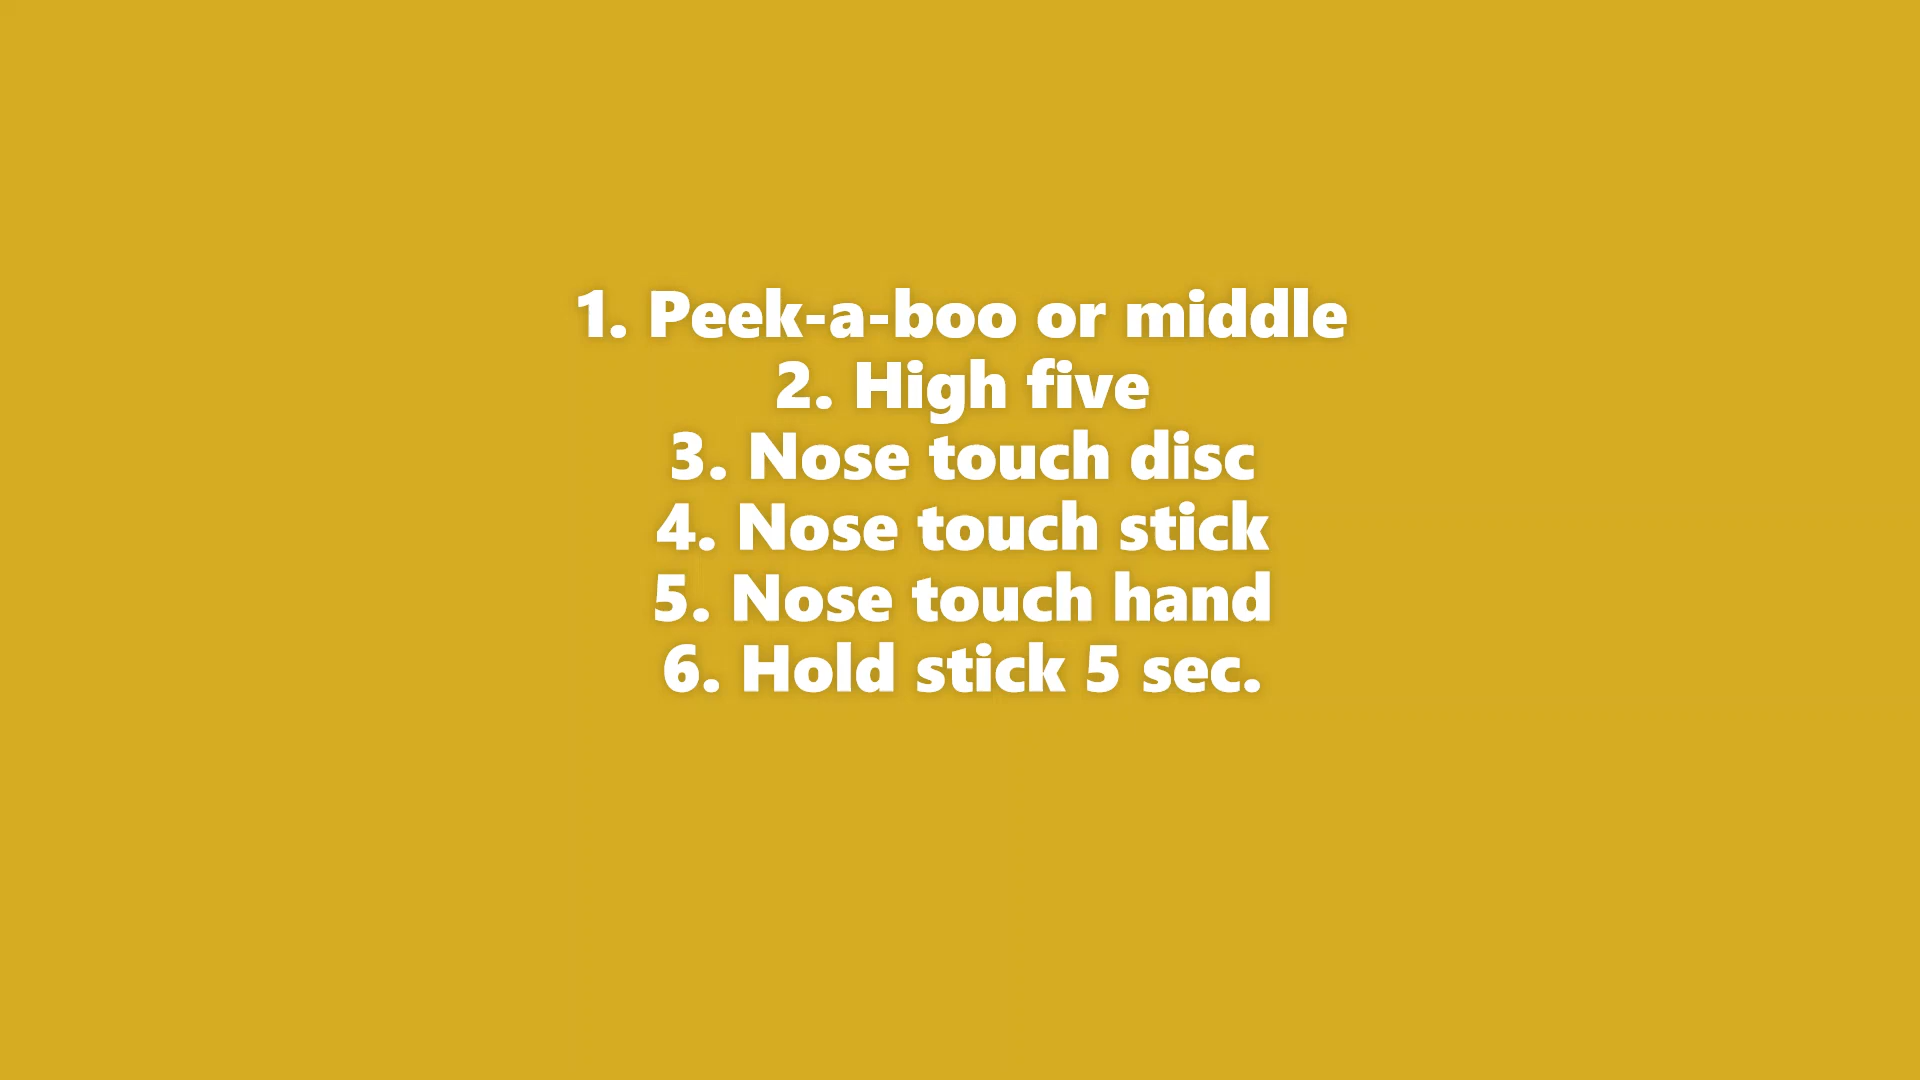 1. Peek-a-boo or middle
2. High five
3. Nose touch disc
4. Nose touch stick
5. Nose touch hand
6. Hold stick 5 sec.